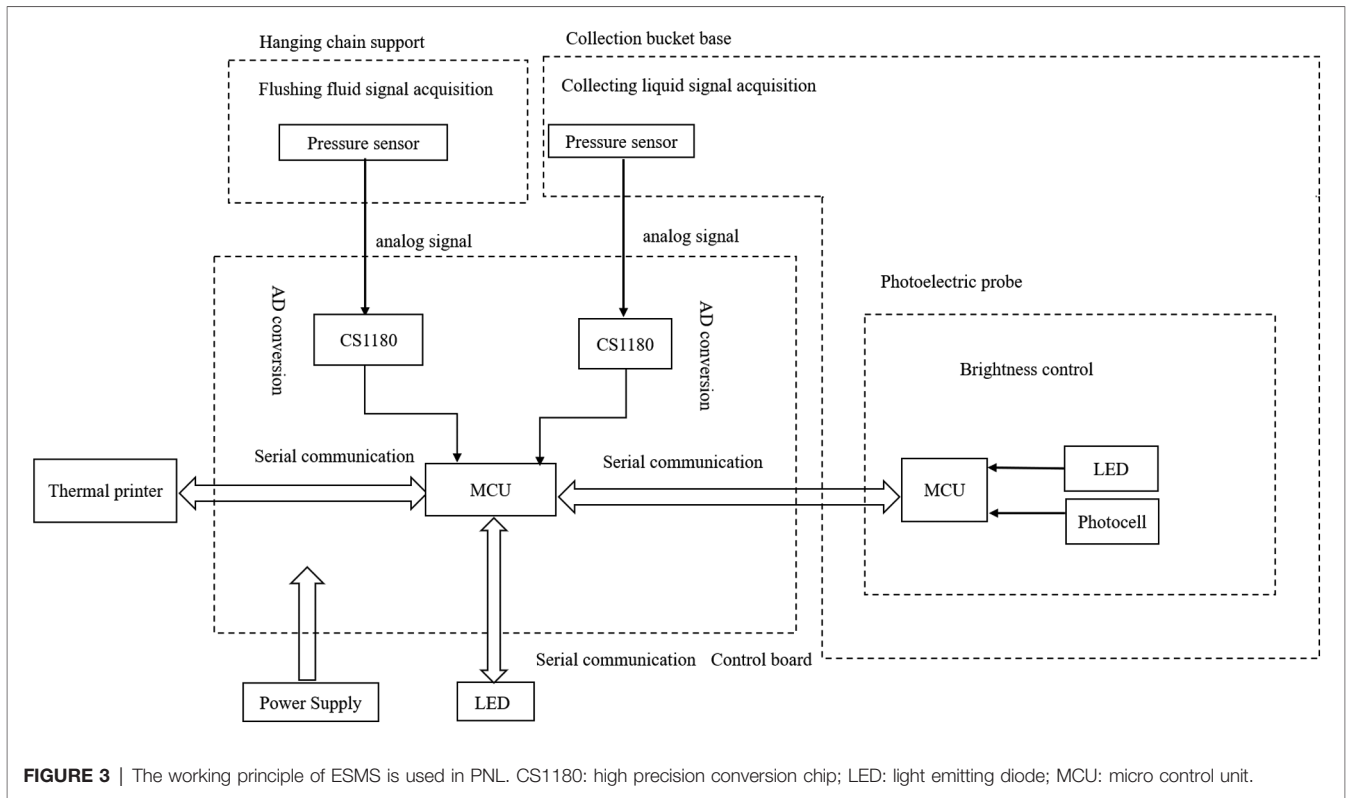 Hanging chain support
Collection bucket base
Flushing fluid signal acquisition
Collecting liquid signal acquisition
Pressure sensor
Pressure sensor
analog signal
analog signal
Photoelectric probe
AD conversion
CS1180
CS1180
AD conversion
Brightness control
Serial communication
Serial communication
Thermal printer
MCU
MCU
LED
Photocell
Serial communication
Control board
Power Supply
LED
FIGURE 3 | The working principle of ESMS is used in PNL. CS1180: high precision conversion chip; LED: light emitting diode; MCU: micro control unit.